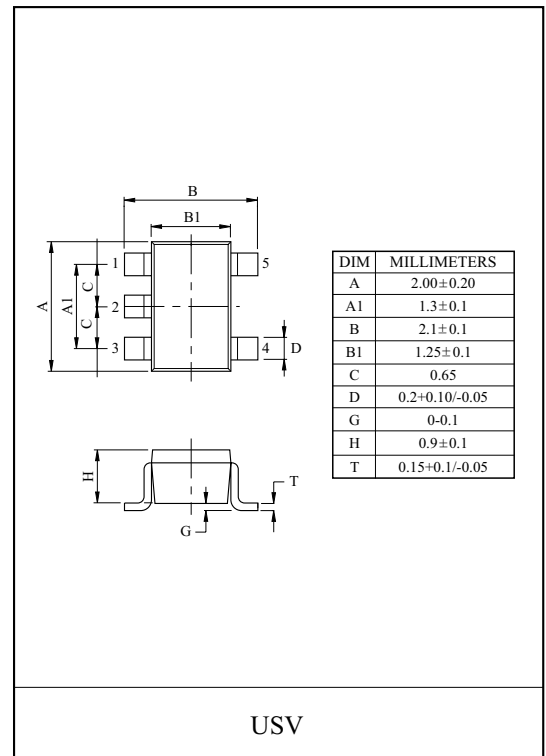 B
B1
1
5
2
3
4
A
A1
C
C
D
H
T
G
DIM MILLIMETERS
A 2.00±0.20
A1 1.3±0.1
B 2.1±0.1
B1 1.25±0.1
C 0.65
D 0.2+0.10/-0.05
G 0-0.1
H 0.9±0.1
T 0.15+0.1/-0.05
USV